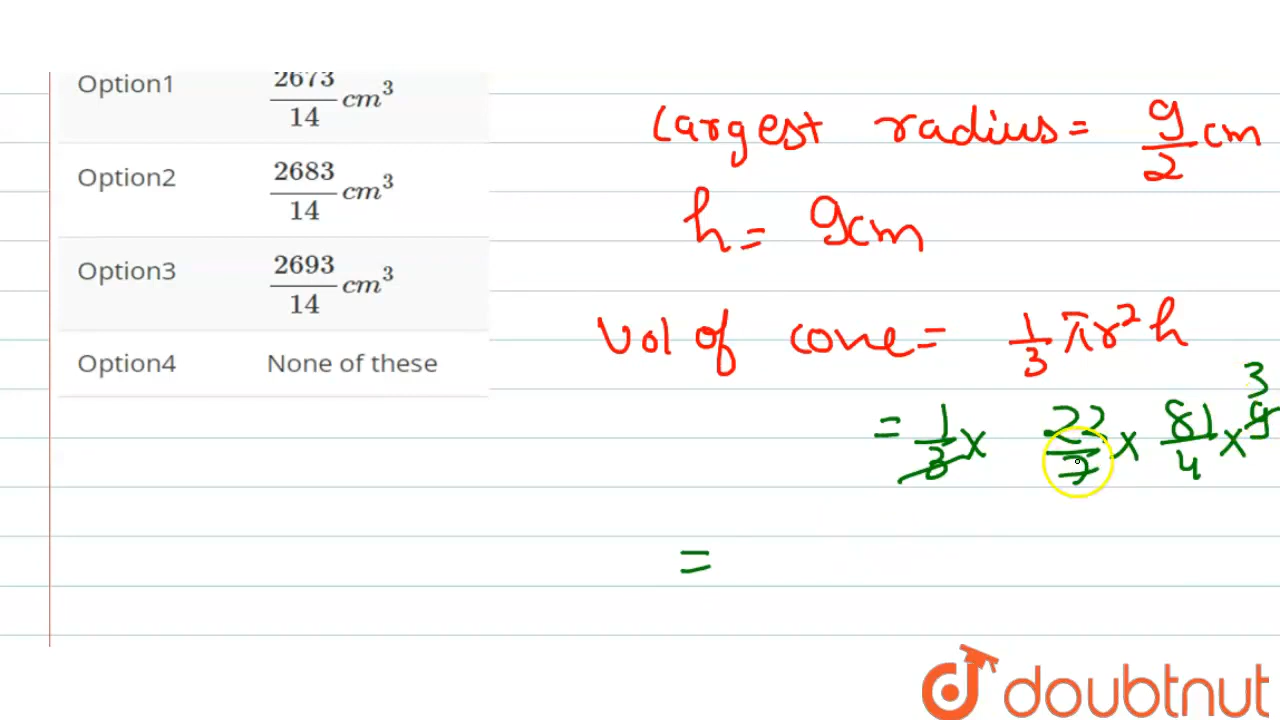 Option1 2673/14 cm³
Option2 2683/14 cm³
Option3 2693/14 cm³
Option4 None of these
Largest radius = 9/2 cm
h = 9cm
Vol of cone = 1/3 πr²h
= 1/3 × 22/7 × 81/4 × 9 3
=
doubtnut